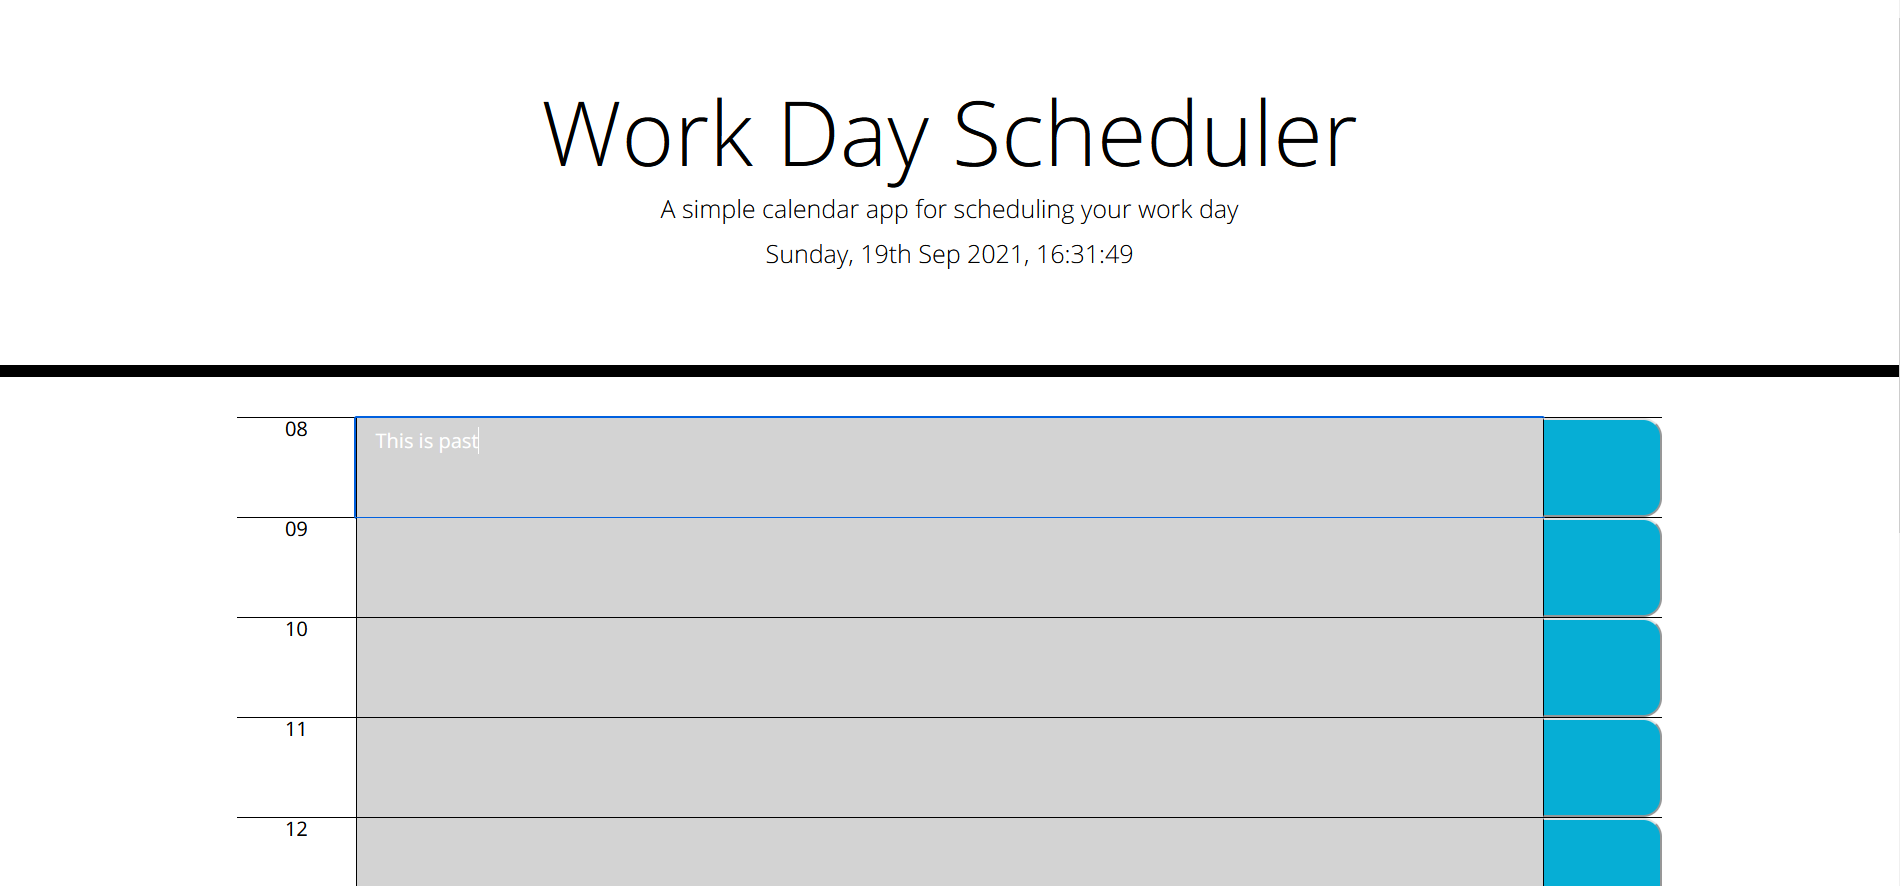 Work Day Scheduler
A simple calendar app for scheduling your work day
Sunday, 19th Sep 2021, 16:31:49
08
This is past
09
10
11
12